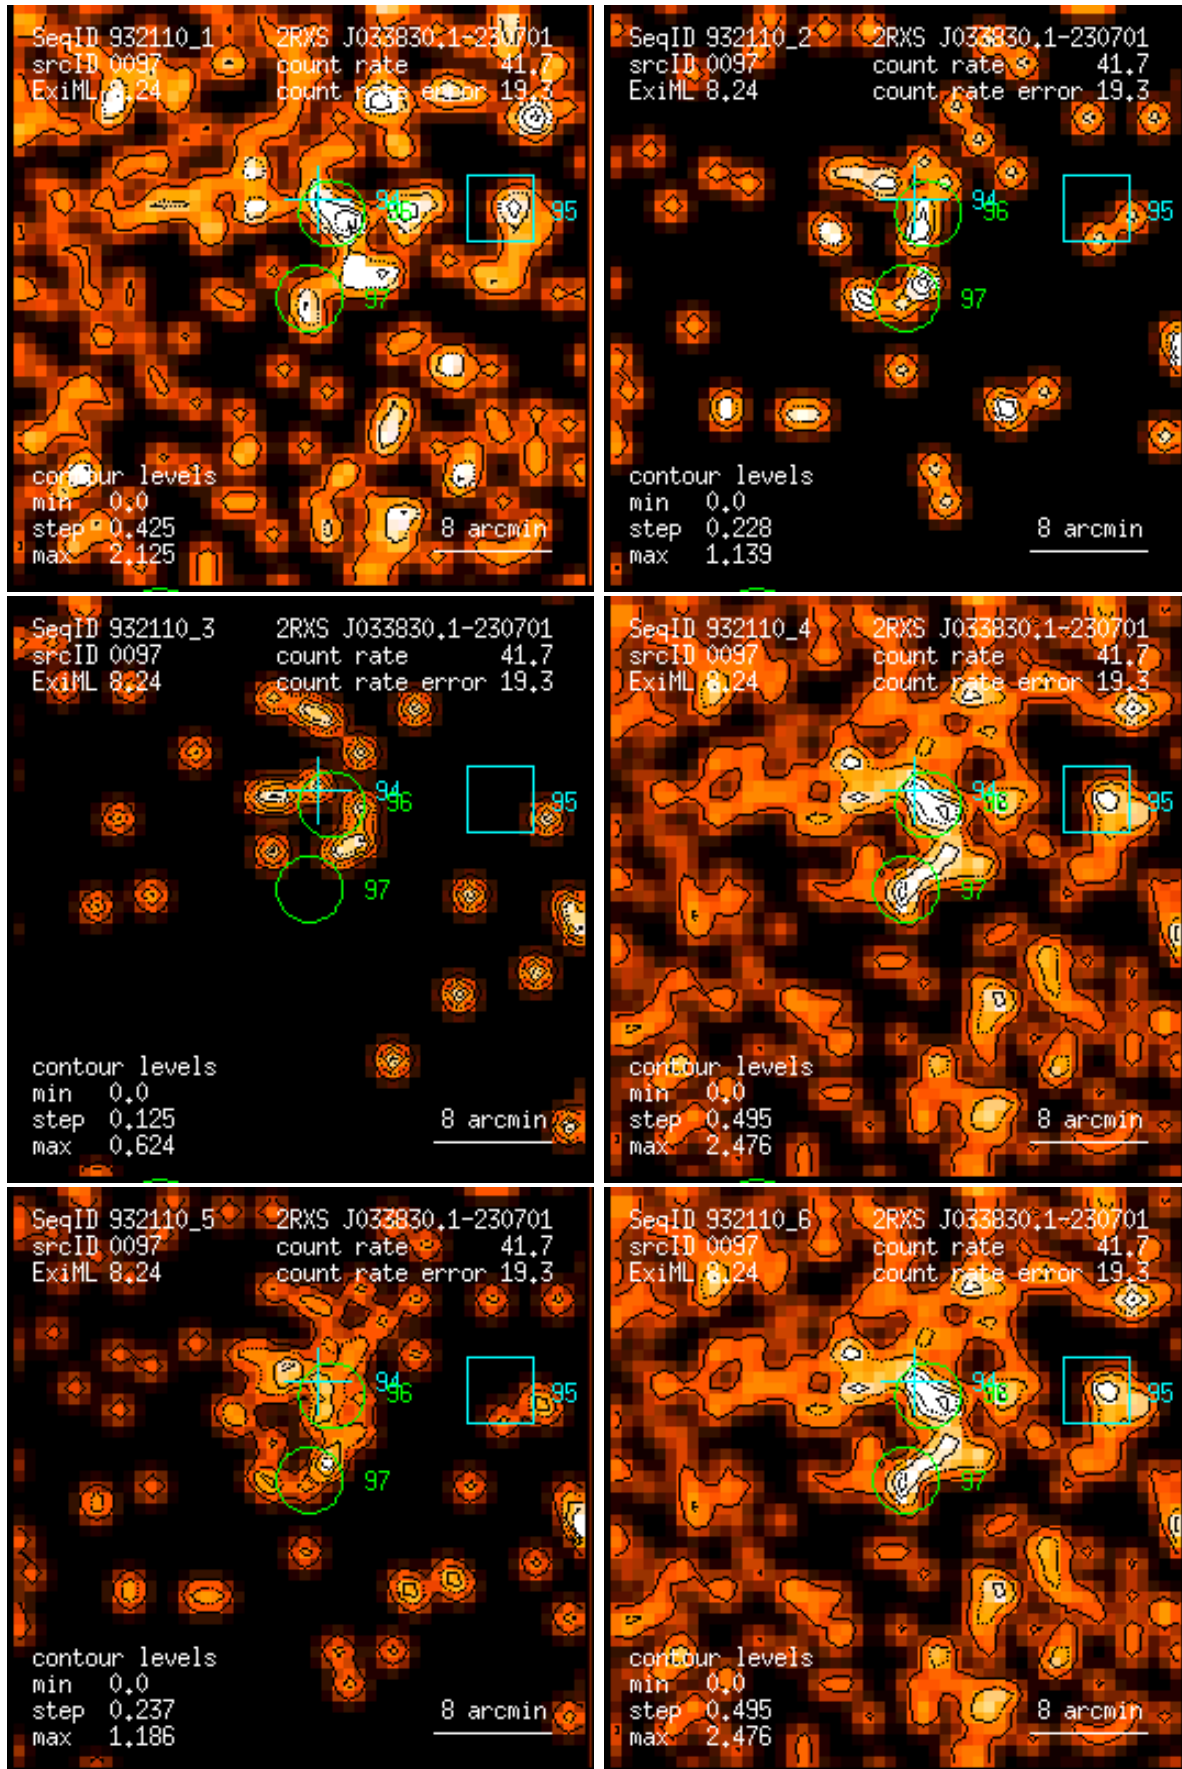 SeqID 932110_1 2RXS J033830.1-230701
srcID 0097 count rate 41.7
ExiML 8.24 count rate error 19.3
94
96
95
97
contour levels
min 0.0
step 0.425
max 2.125
8 arcmin
SeqID 932110_2 2RXS J033830.1-230701
srcID 0097 count rate 41.7
ExiML 8.24 count rate error 19.3
94
96
95
97
contour levels
min 0.0
step 0.228
max 1.139
8 arcmin
SeqID 932110_3 2RXS J033830.1-230701
srcID 0097 count rate 41.7
ExiML 8.24 count rate error 19.3
94
96
95
97
contour levels
min 0.0
step 0.125
max 0.624
8 arcmin
SeqID 932110_4 2RXS J033830.1-230701
srcID 0097 count rate 41.7
ExiML 8.24 count rate error 19.3
94
96
95
97
contour levels
min 0.0
step 0.495
max 2.476
8 arcmin
SeqID 932110_5 2RXS J033830.1-230701
srcID 0097 count rate 41.7
ExiML 8.24 count rate error 19.3
94
96
95
97
contour levels
min 0.0
step 0.237
max 1.186
8 arcmin
SeqID 932110_6 2RXS J033830.1-230701
srcID 0097 count rate 41.7
ExiML 8.24 count rate error 19.3
94
96
95
97
contour levels
min 0.0
step 0.495
max 2.476
8 arcmin